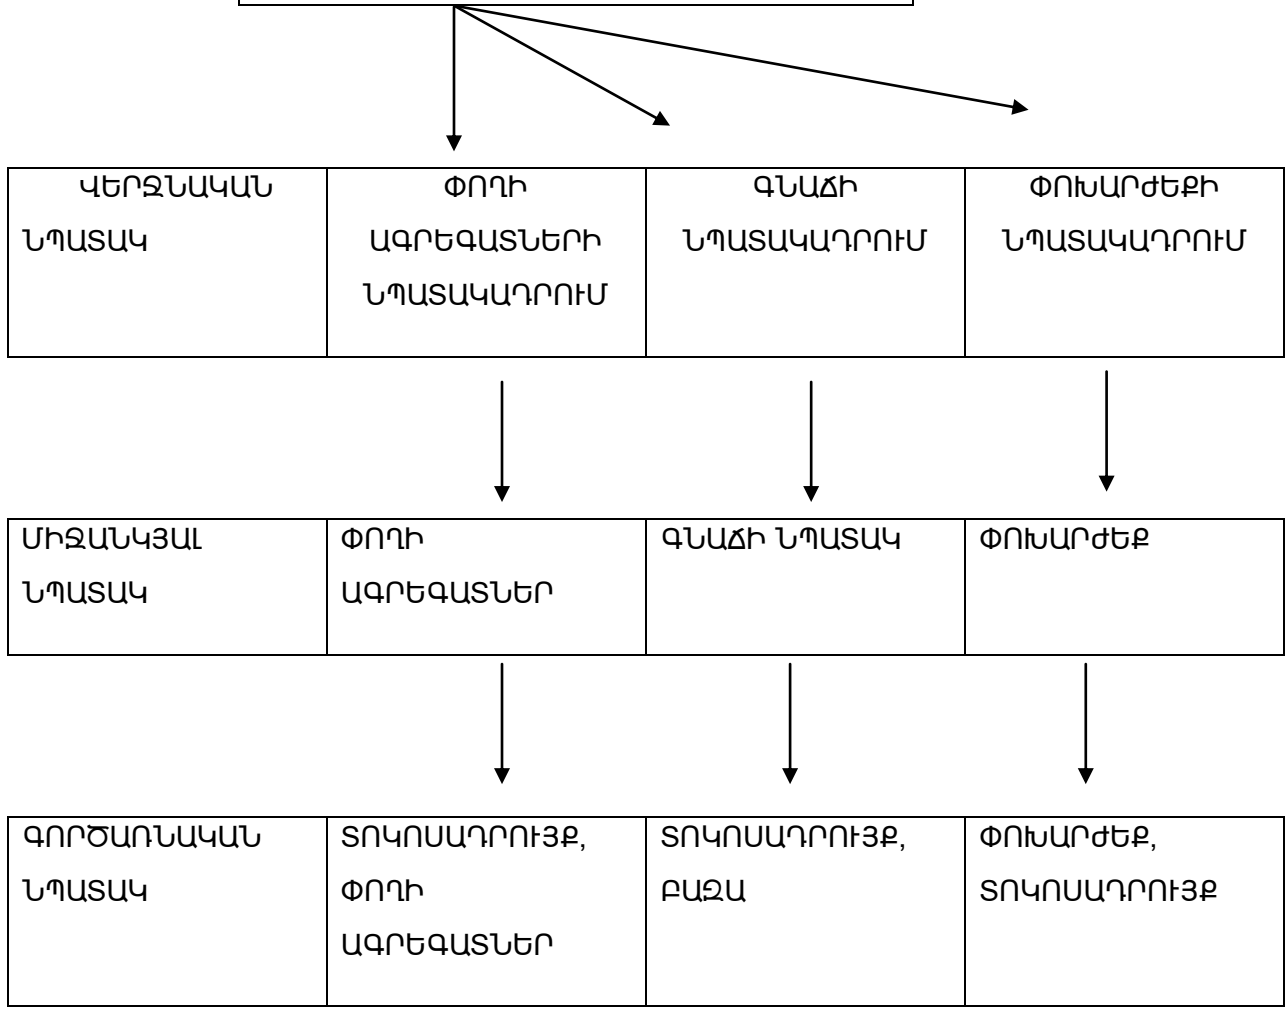 ՎԵՐՋՆԱԿԱՆ
ՆՊԱՏԱԿ
ՓՈՂԻ
ԱԳՐԵԳԱՏՆԵՐԻ
ՆՊԱՏԱԿԱԴՐՈՒՄ
ԳՆԱՃԻ
ՆՊԱՏԱԿԱԴՐՈՒՄ
ՓՈԽԱՐԺԵՔԻ
ՆՊԱՏԱԿԱԴՐՈՒՄ
ՄԻՋԱՆԿՅԱԼ
ՆՊԱՏԱԿ
ՓՈՂԻ
ԱԳՐԵԳԱՏՆԵՐ
ԳՆԱՃԻ ՆՊԱՏԱԿ
ՓՈԽԱՐԺԵՔ
ԳՈՐԾԱՌՆԱԿԱՆ
ՆՊԱՏԱԿ
ՏՈԿՈՍԱԴՐՈՒՅՔ,
ՓՈՂԻ
ԱԳՐԵԳԱՏՆԵՐ
ՏՈԿՈՍԱԴՐՈՒՅՔ,
ԲԱԶԱ
ՓՈԽԱՐԺԵՔ,
ՏՈԿՈՍԱԴՐՈՒՅՔ